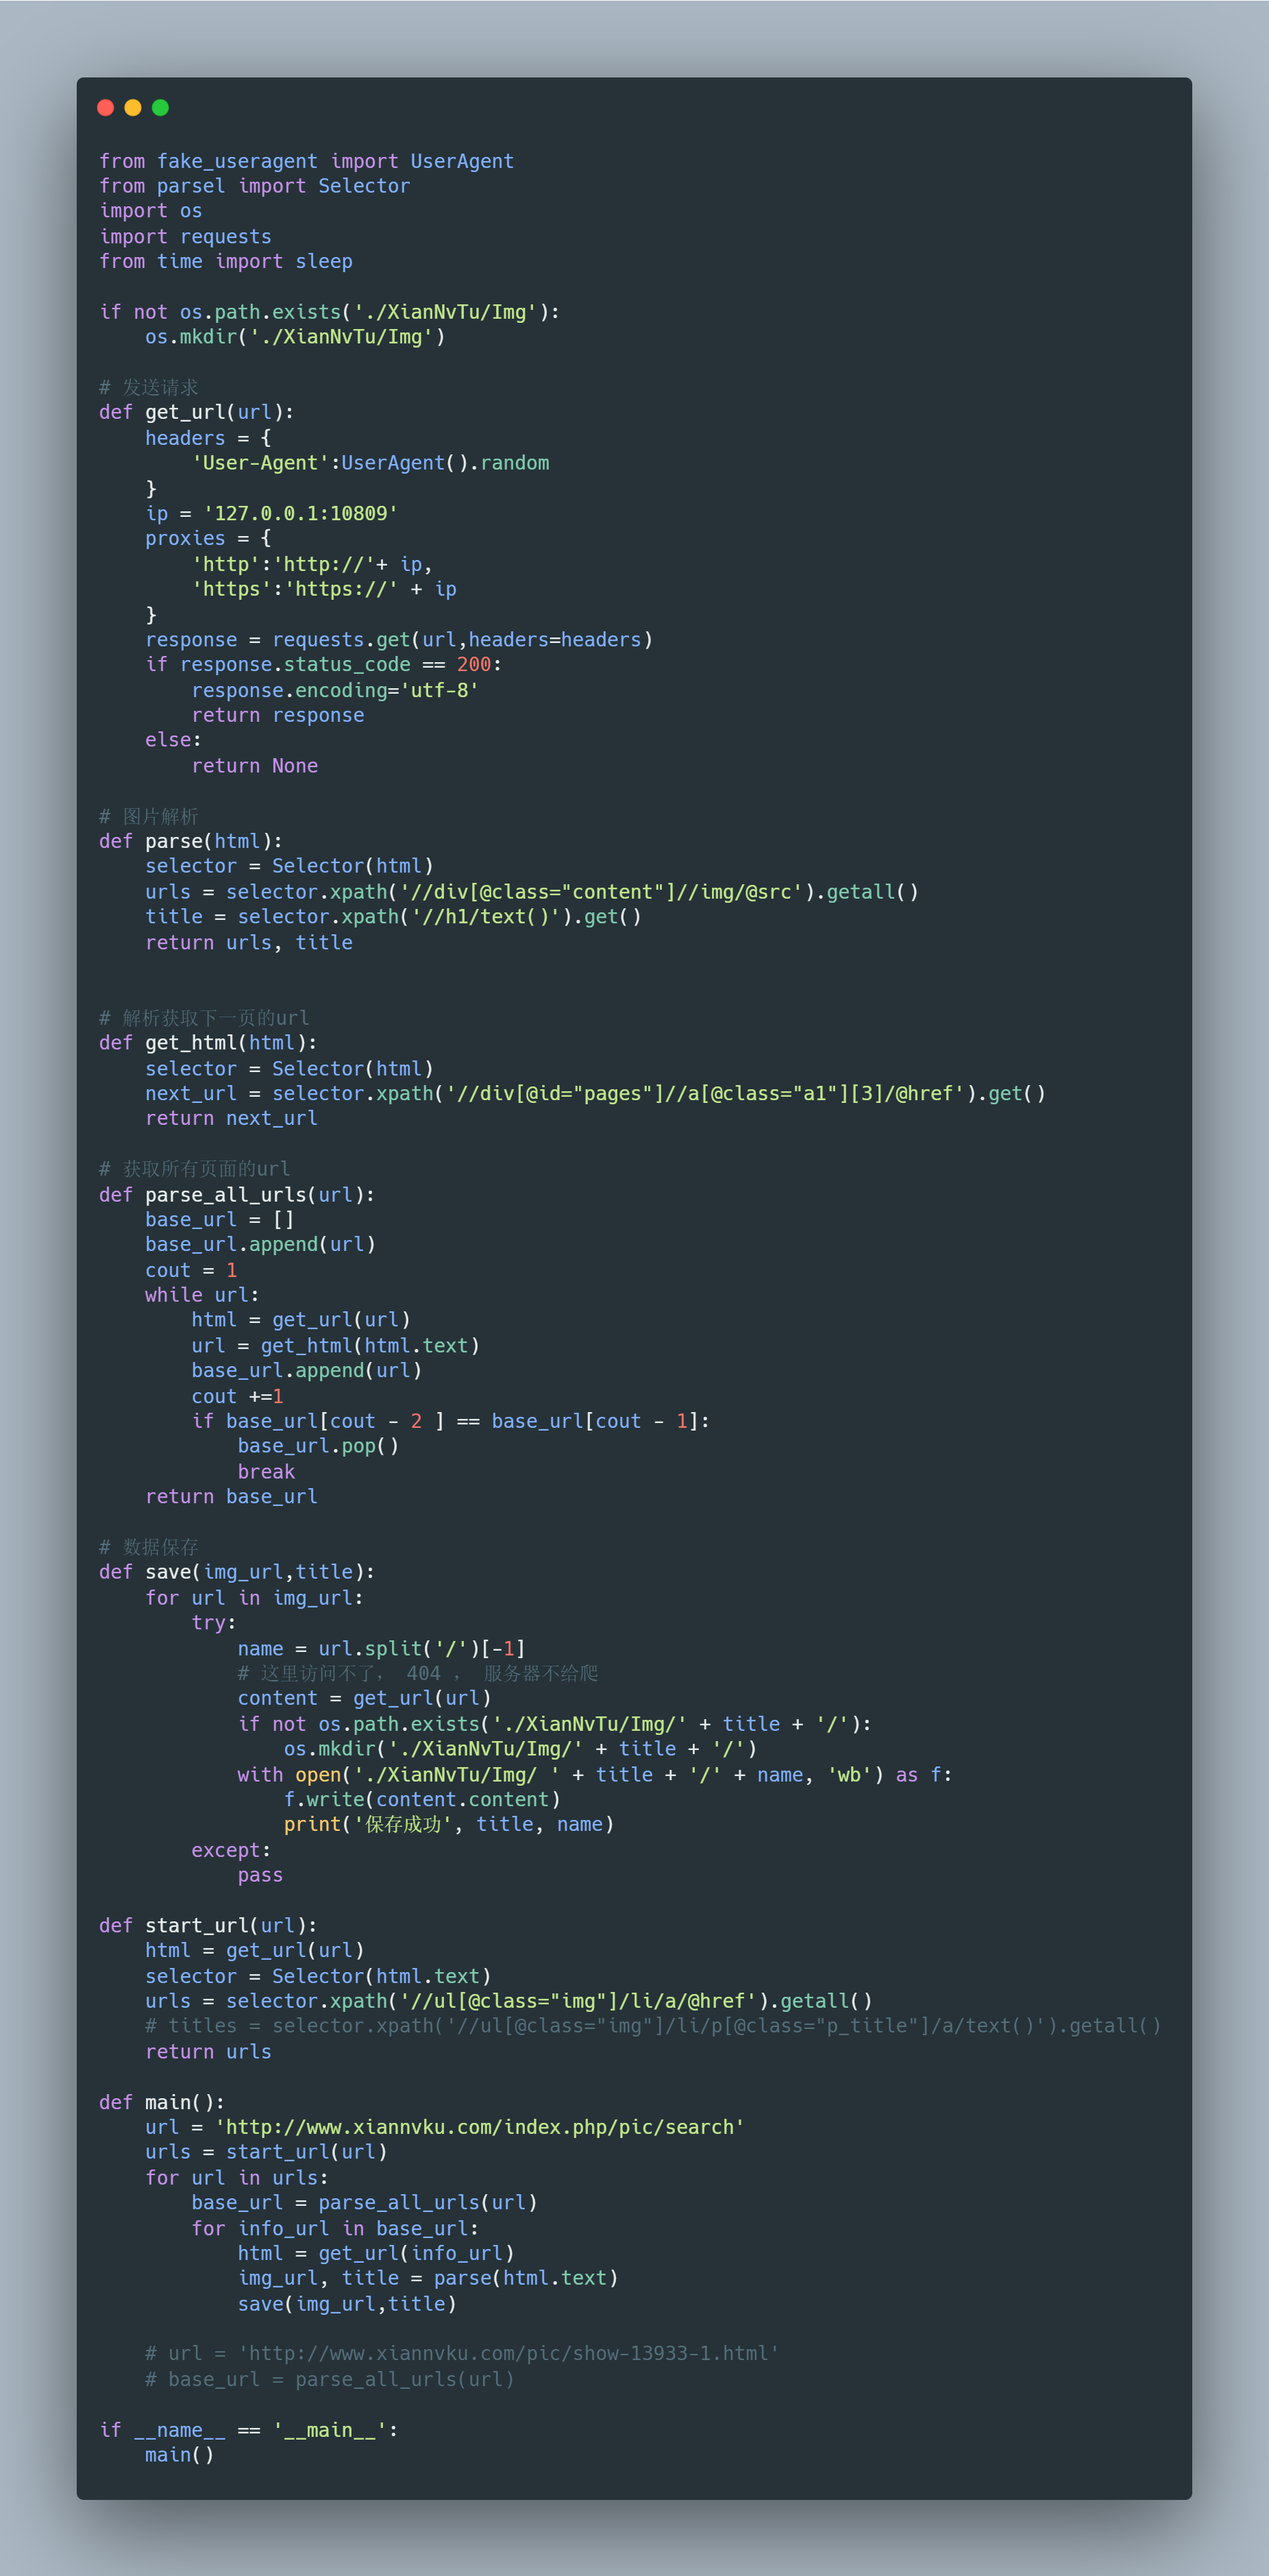 from fake_useragent import UserAgent
from parsel import Selector
import os
import requests
from time import sleep

if not os.path.exists('./XianNvTu/Img'):
    os.mkdir('./XianNvTu/Img')

# 发送请求
def get_url(url):
    headers = {
        'User-Agent':UserAgent().random
    }
    ip = '127.0.0.1:10809'
    proxies = {
        'http':'http://'+ ip,
        'https':'https://' + ip
    }
    response = requests.get(url,headers=headers)
    if response.status_code == 200:
        response.encoding='utf-8'
        return response
    else:
        return None

# 图片解析
def parse(html):
    selector = Selector(html)
    urls = selector.xpath('//div[@class="content"]//img/@src').getall()
    title = selector.xpath('//h1/text()').get()
    return urls, title


# 解析获取下一页的url
def get_html(html):
    selector = Selector(html)
    next_url = selector.xpath('//div[@id="pages"]//a[@class="a1"][3]/@href').get()
    return next_url

# 获取所有页面的url
def parse_all_urls(url):
    base_url = []
    base_url.append(url)
    cout = 1
    while url:
        html = get_url(url)
        url = get_html(html.text)
        base_url.append(url)
        cout +=1
        if base_url[cout - 2 ] == base_url[cout - 1]:
            base_url.pop()
            break
    return base_url

# 数据保存
def save(img_url,title):
    for url in img_url:
        try:
            name = url.split('/')[-1]
            # 这里访问不了， 404 ， 服务器不给爬
            content = get_url(url)
            if not os.path.exists('./XianNvTu/Img/' + title + '/'):
                os.mkdir('./XianNvTu/Img/' + title + '/')
            with open('./XianNvTu/Img/ ' + title + '/' + name, 'wb') as f:
                f.write(content.content)
                print('保存成功', title, name)
        except:
            pass

def start_url(url):
    html = get_url(url)
    selector = Selector(html.text)
    urls = selector.xpath('//ul[@class="img"]/li/a/@href').getall()
    # titles = selector.xpath('//ul[@class="img"]/li/p[@class="p_title"]/a/text()').getall()
    return urls

def main():
    url = 'http://www.xiannvku.com/index.php/pic/search'
    urls = start_url(url)
    for url in urls:
        base_url = parse_all_urls(url)
        for info_url in base_url:
            html = get_url(info_url)
            img_url, title = parse(html.text)
            save(img_url,title)

    # url = 'http://www.xiannvku.com/pic/show-13933-1.html'
    # base_url = parse_all_urls(url)

if __name__ == '__main__':
    main()